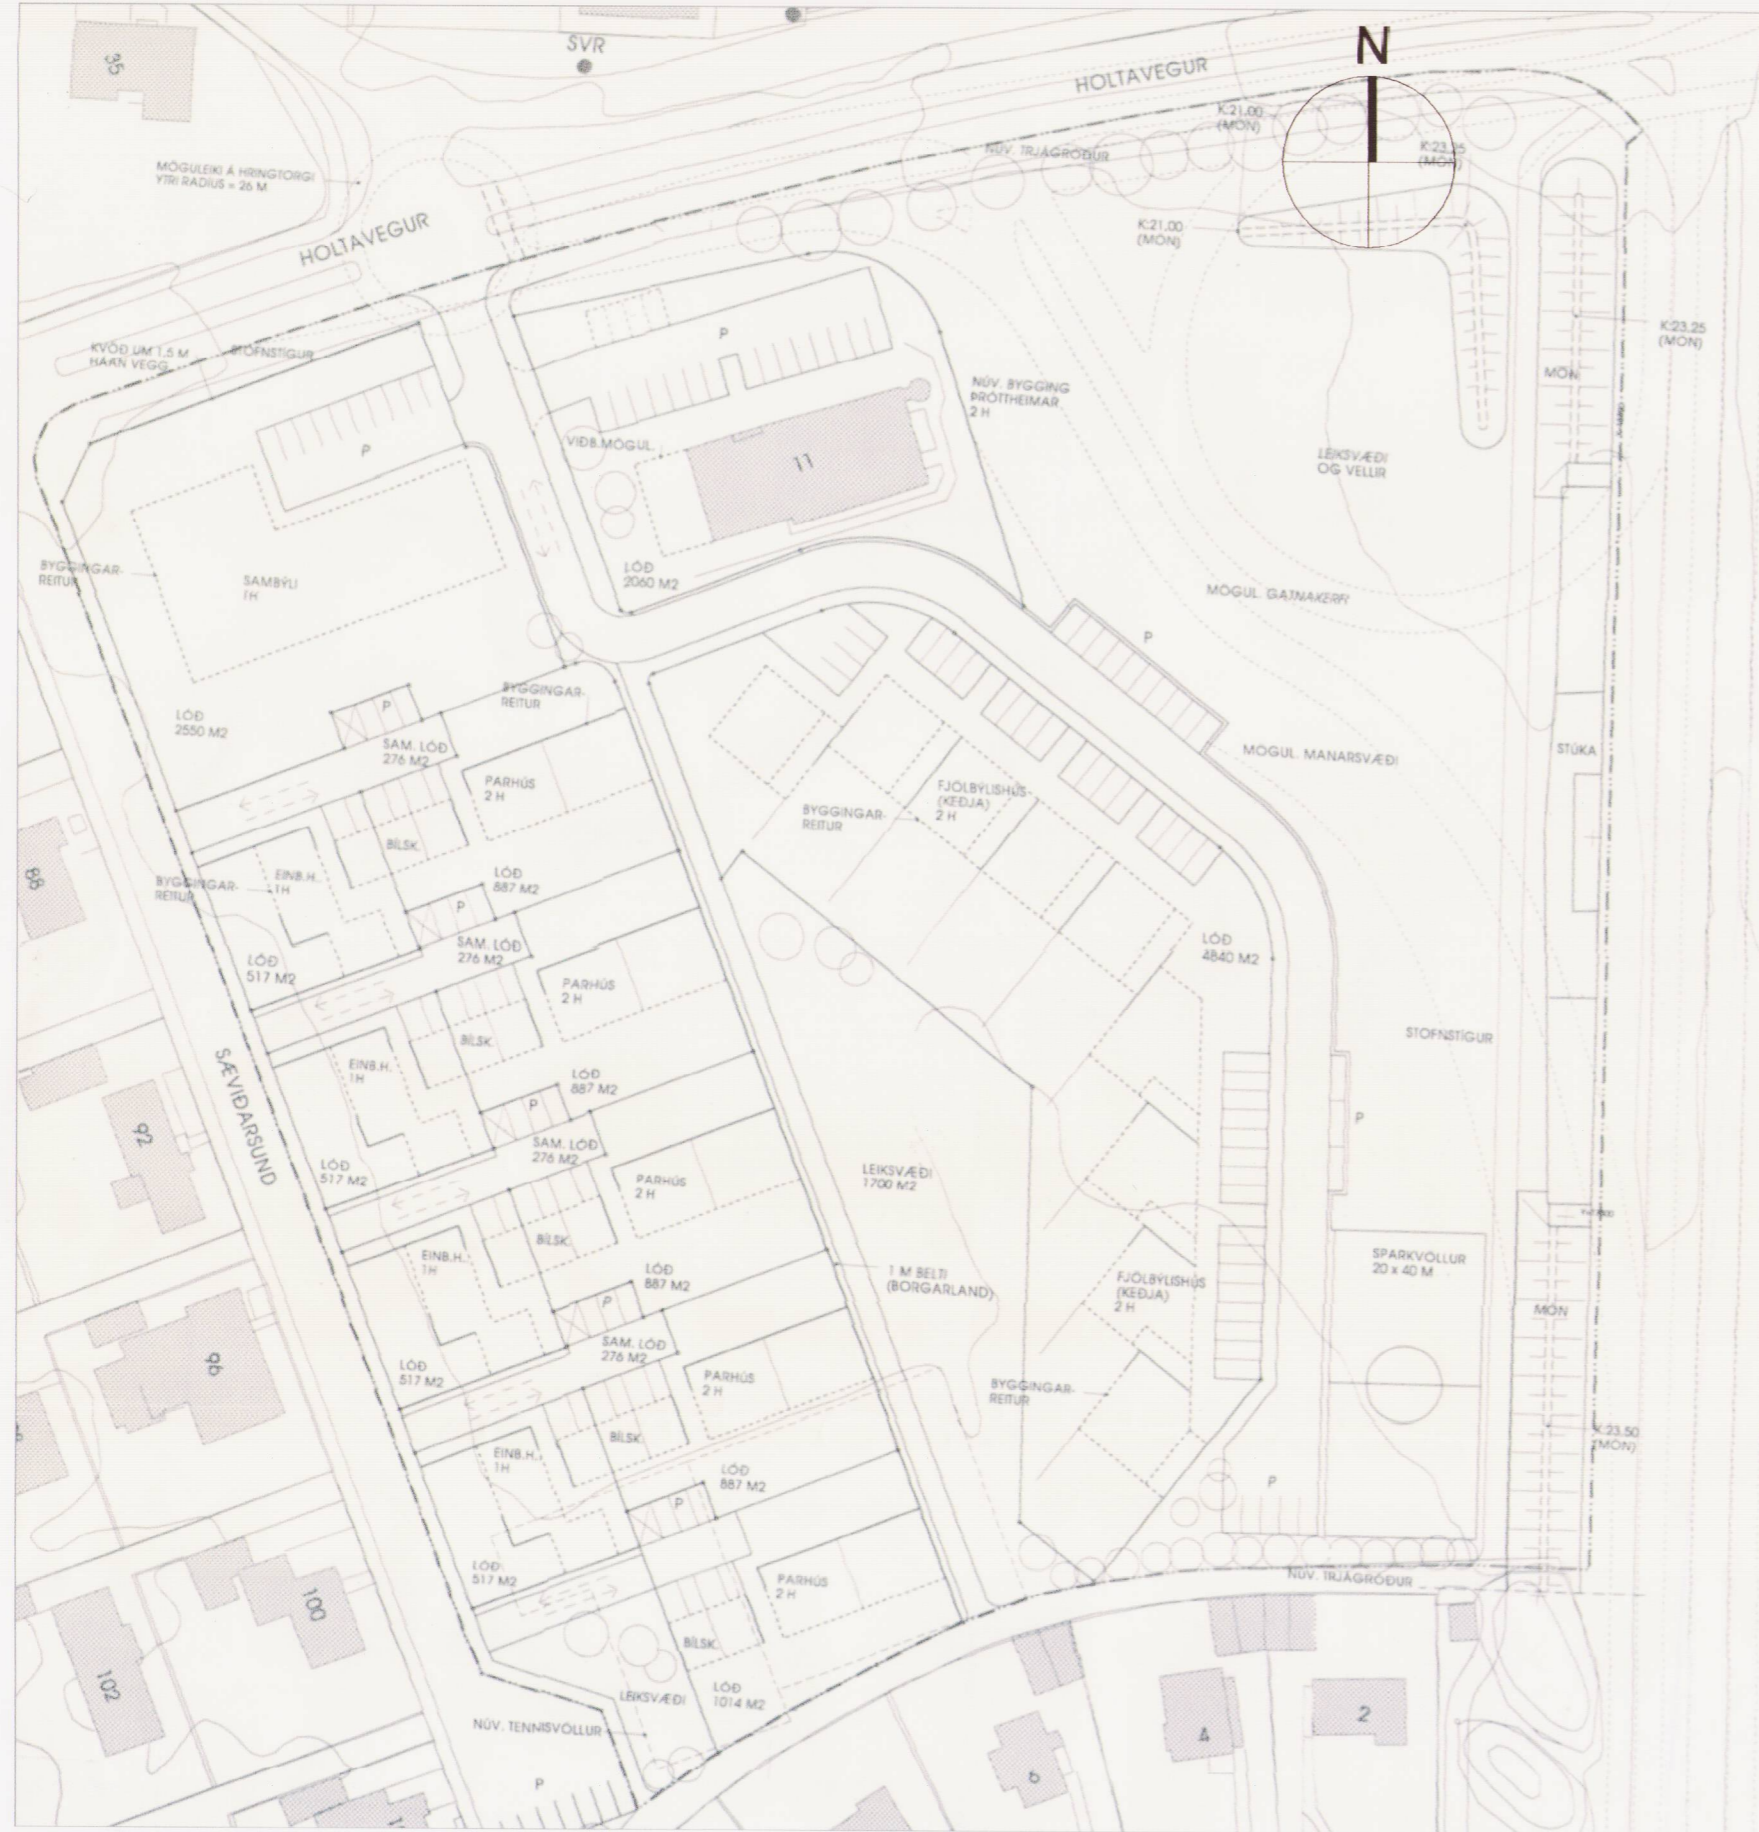 35
SVR
HOLTAVEGUR
N
K:21.00
(MÖN)
NÚV. TRJÁGRÓÐUR
K:23.25
(MÖN)
MÖGULEIKI Á HRINGTORGI
YTRI RADÍUS = 26 M
HOLTAVEGUR
K:21.00
(MÖN)
K:23.25
(MÖN)
KVÖÐ UM 1,5 M
HÁAN VEGG
STOFNSTÍGUR
P
MÖN
NÚV. BYGGING
ÞRÓTTHEIMAR
2 H
P
VIÐB.MÖGUL.
11
LEIKSVÆÐI
OG VELLIR
BYGGINGAR-
REITUR
SAMBÝLI
1H
LÓÐ
2060 M2
MÖGUL. GATNAKERFI
P
BYGGINGAR-
REITUR
P
LÓÐ
2550 M2
SAM. LÓÐ
276 M2
MÖGUL. MANARSVÆÐI
STÚKA
PARHÚS
2 H
FJÖLBÝLISHÚS
(KEÐJA)
2 H
BYGGINGAR-
REITUR
BÍLSK.
88
BYGGINGAR-
REITUR
EINB.H.
1H
LÓÐ
887 M2
P
SAM. LÓÐ
276 M2
LÓÐ
4840 M2
LÓÐ
517 M2
PARHÚS
2 H
BÍLSK.
STOFNSTÍGUR
EINB.H.
1H
LÓÐ
887 M2
P
P
SÆVIÐARSUND
92
SAM. LÓÐ
276 M2
LÓÐ
517 M2
PARHÚS
2 H
LEIKSVÆÐI
1700 M2
BÍLSK.
EINB.H.
1H
LÓÐ
887 M2
P
1 M BELTI
(BORGARLAND)
FJÖLBÝLISHÚS
(KEÐJA)
2 H
SPARKVÖLLUR
20 x 40 M
MÖN
SAM. LÓÐ
276 M2
96
LÓÐ
517 M2
PARHÚS
2 H
BYGGINGAR-
REITUR
BÍLSK.
K:23.50
(MÖN)
EINB.H.
1H
LÓÐ
887 M2
P
P
LÓÐ
517 M2
PARHÚS
2 H
NÚV. TRJÁGRÓÐUR
100
BÍLSK.
102
LEIKSVÆÐI
LÓÐ
1014 M2
NÚV. TENNISVÖLLUR
P
6
4
2